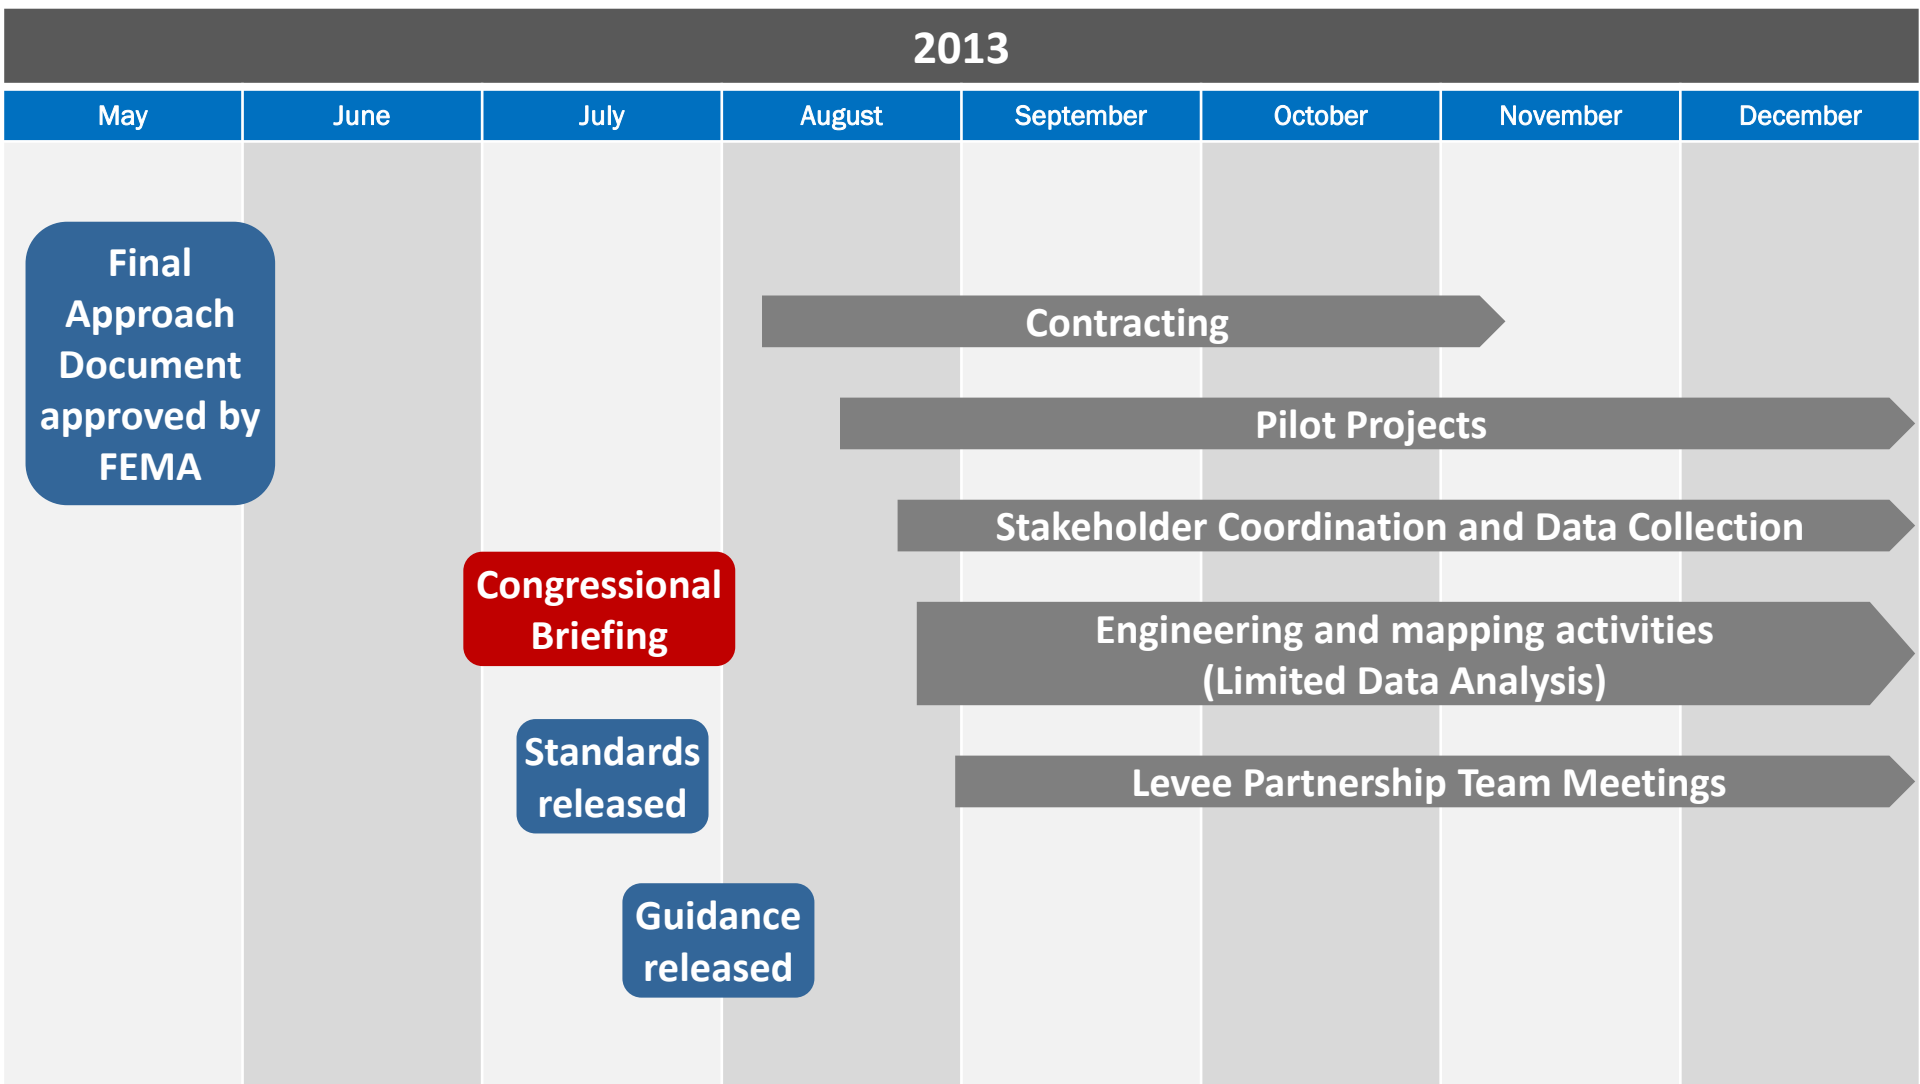 2013
May
June
July
August
September
October
November
December
Final
Approach
Document
approved by
FEMA
Contracting
Pilot Projects
Stakeholder Coordination and Data Collection
Congressional
Briefing
Engineering and mapping activities
(Limited Data Analysis)
Standards
released
Levee Partnership Team Meetings
Guidance
released